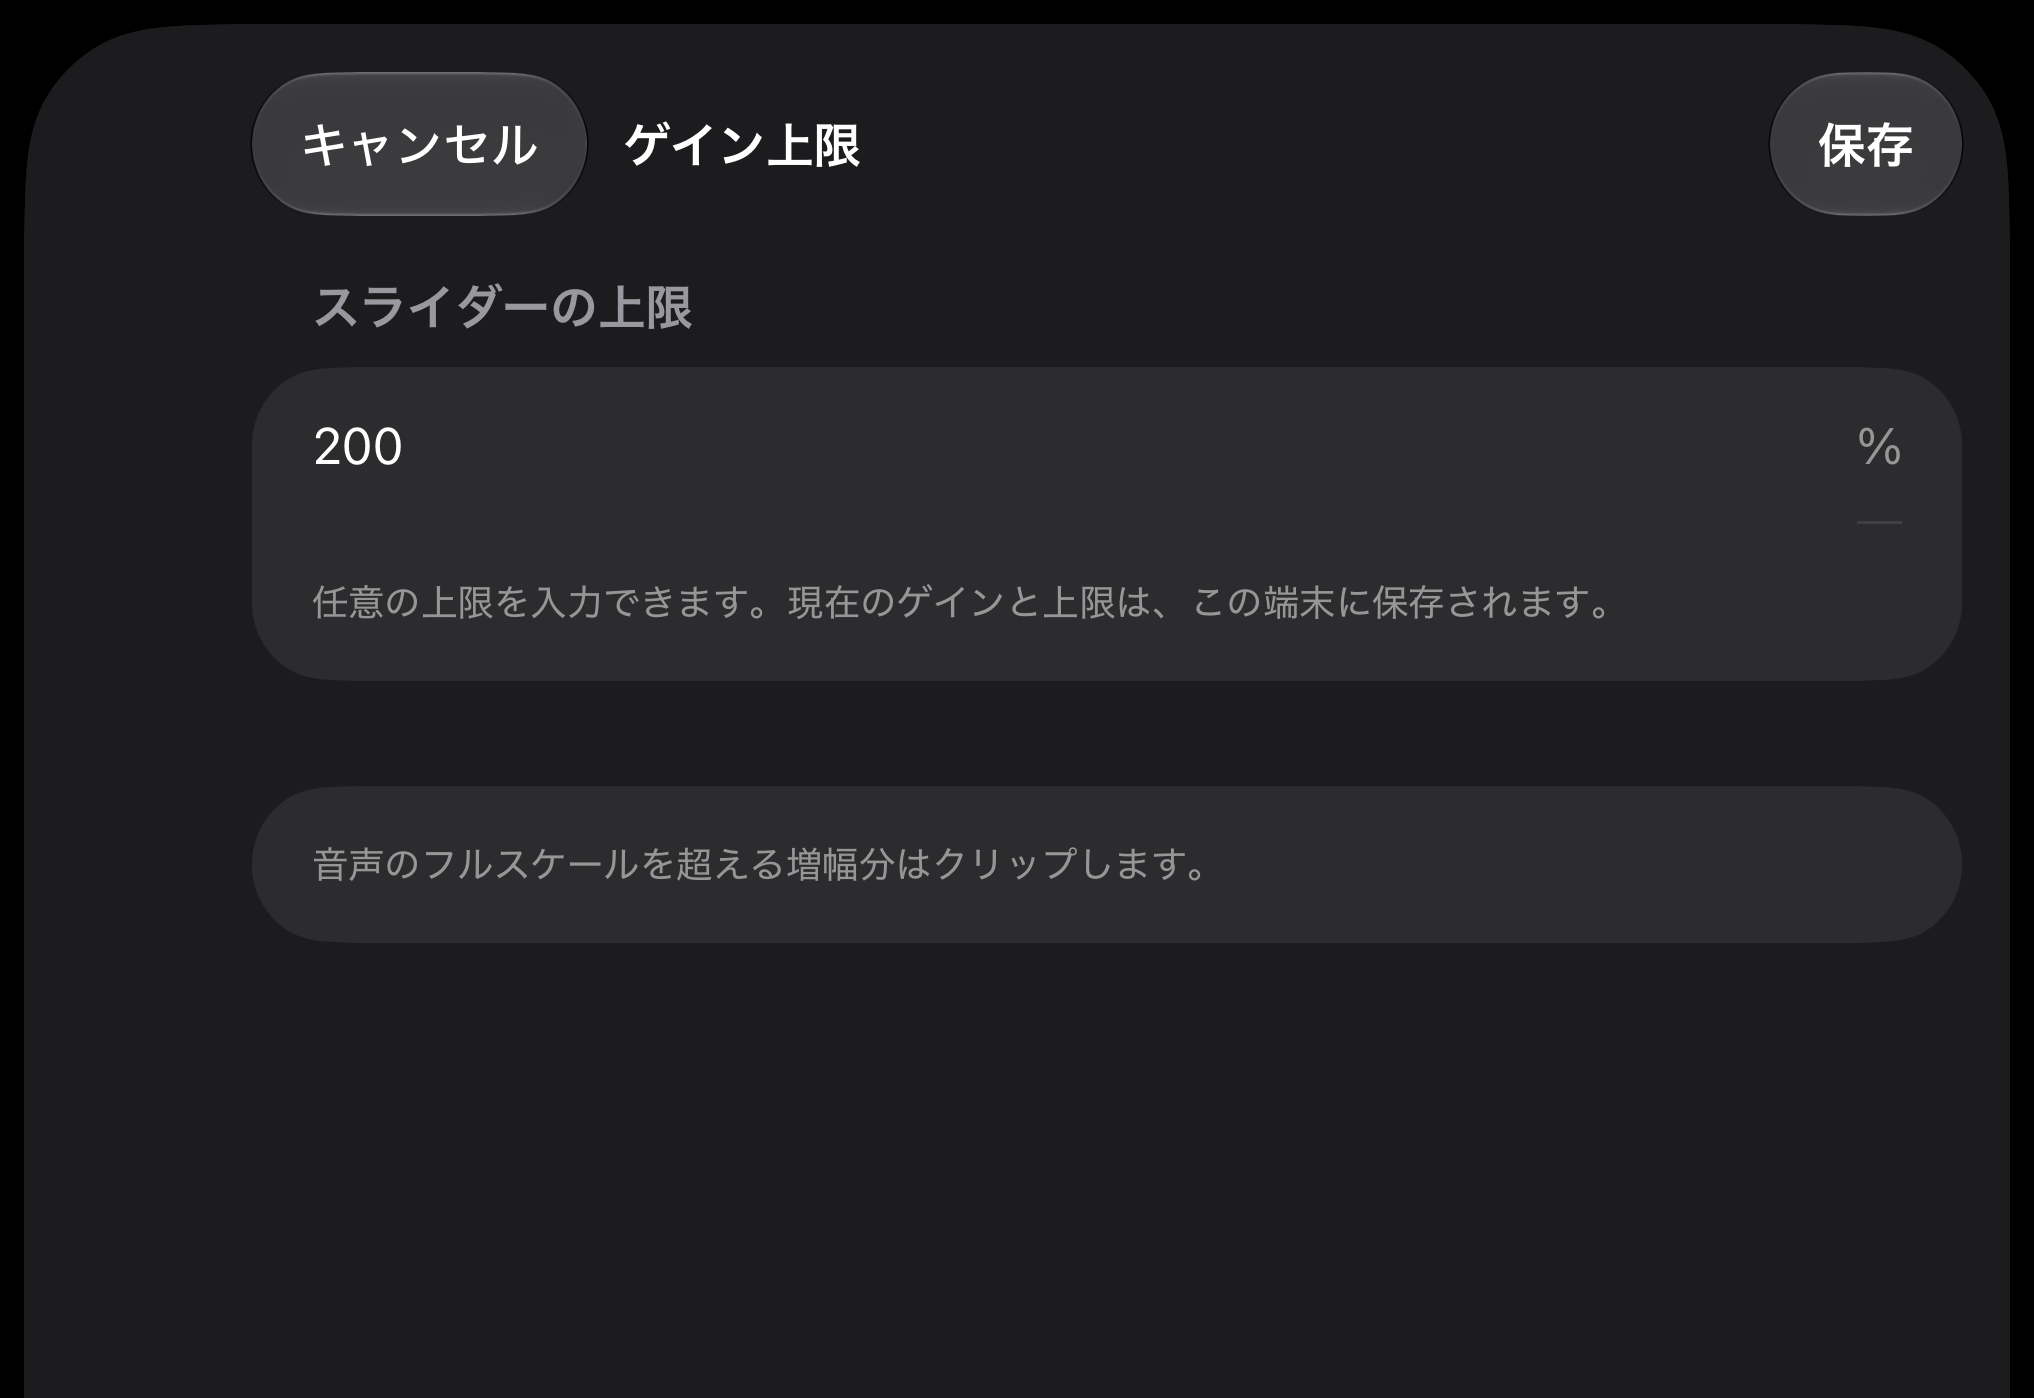 キャンセル ゲイン上限 保存
スライダーの上限
200 %
任意の上限を入力できます。現在のゲインと上限は、この端末に保存されます。
音声のフルスケールを超える増幅分はクリップします。